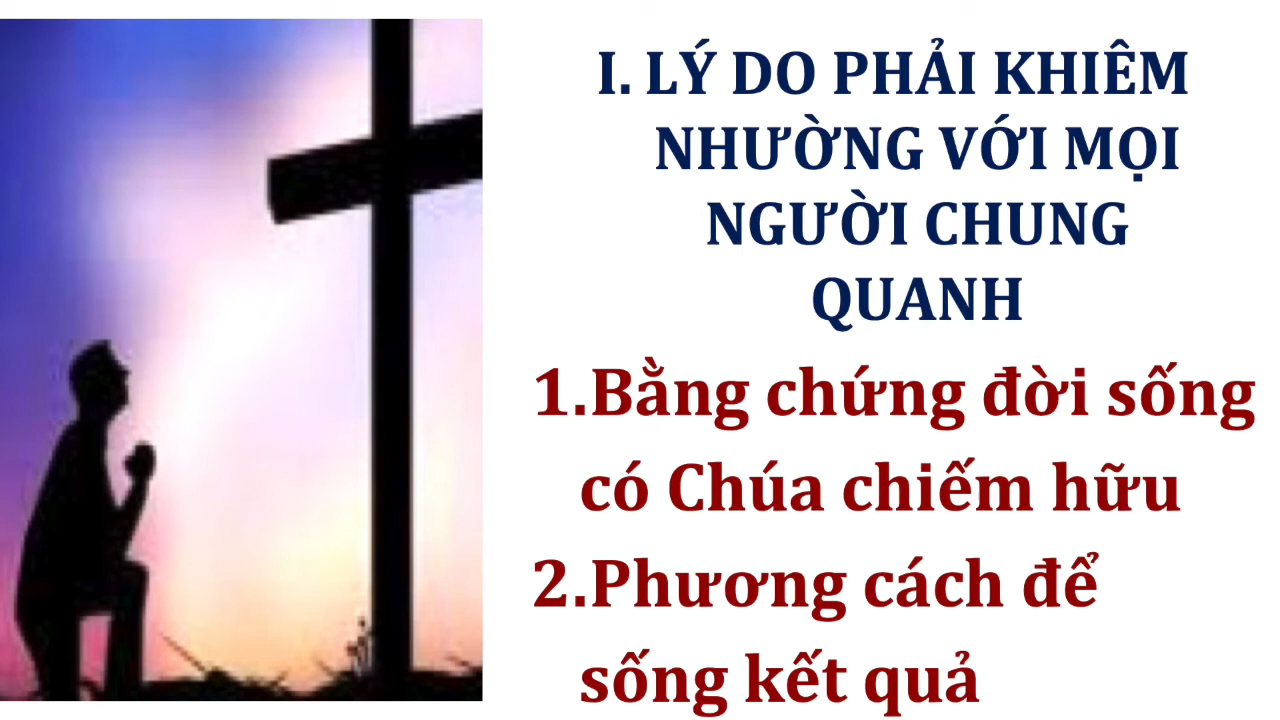 I. LÝ DO PHẢI KHIÊM
NHƯỜNG VỚI MỌI
NGƯỜI CHUNG
QUANH
1.Bằng chứng đời sống
có Chúa chiếm hữu
2.Phương cách để
sống kết quả